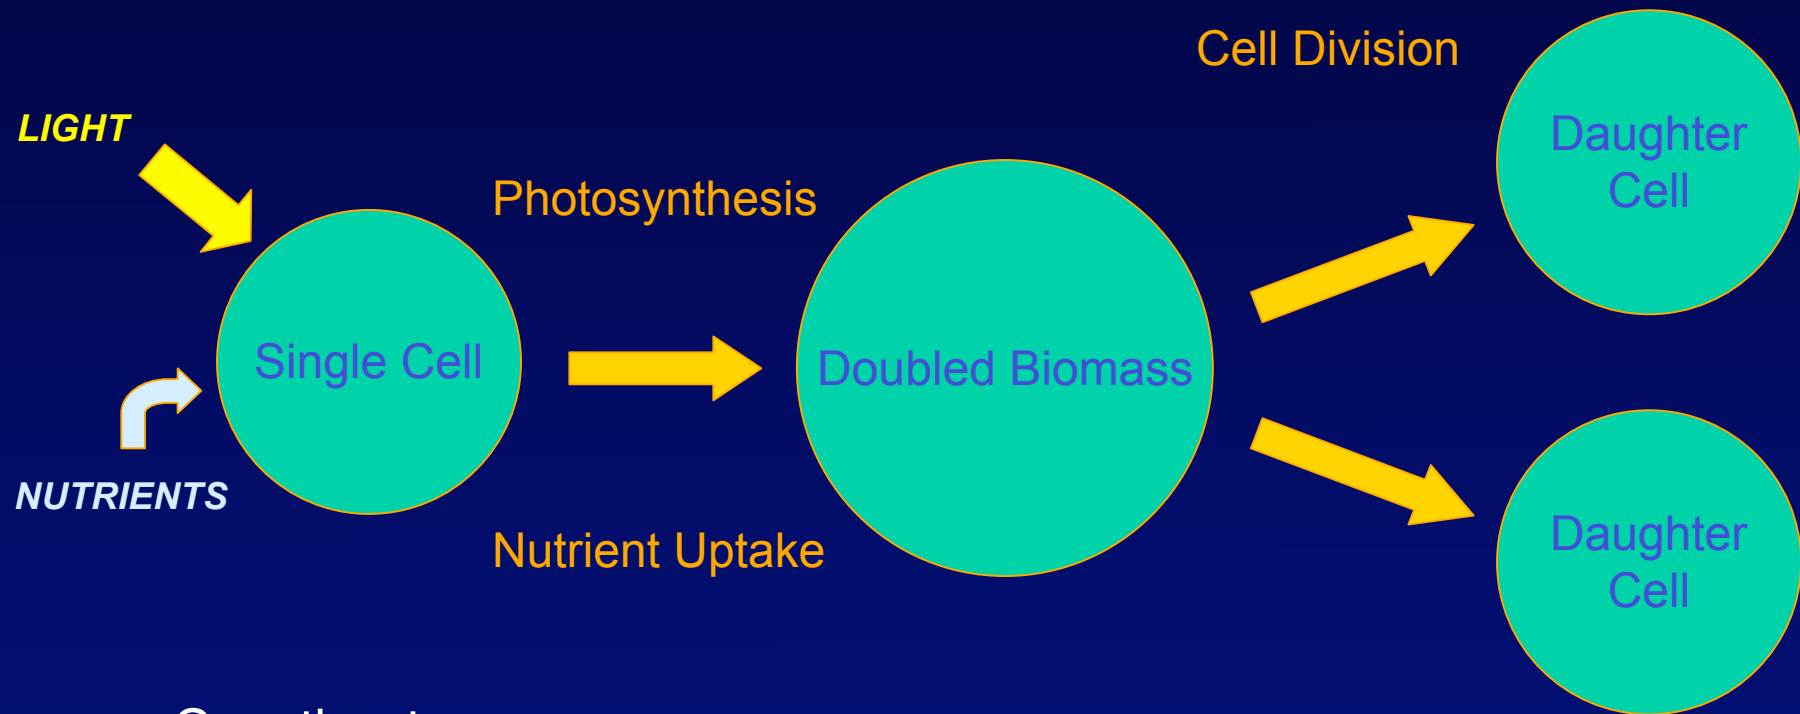 Cell Division
LIGHT
Daughter
Cell
Photosynthesis
Single Cell
Doubled Biomass
NUTRIENTS
Nutrient Uptake
Daughter
Cell